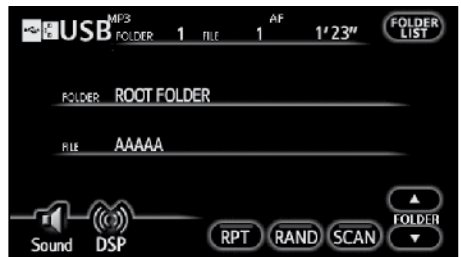 USB MP3 FOLDER 1 FILE 1 AF 1'23" FOLDER LIST
FOLDER ROOT FOLDER
FILE AAAAA
FOLDER
Sound DSP RPT RAND SCAN